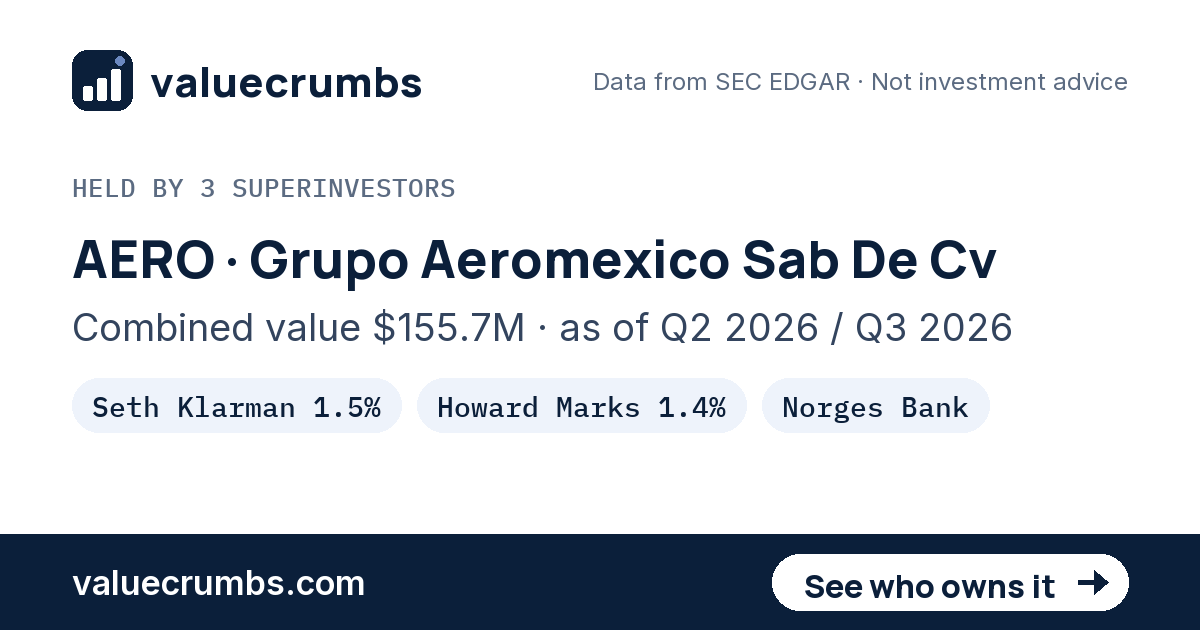 valuecrumbs
Data from SEC EDGAR · Not investment advice
HELD BY 3 SUPERINVESTORS
AERO · Grupo Aeromexico Sab De Cv
Combined value $155.7M · as of Q2 2026 / Q3 2026
Seth Klarman 1.5%
Howard Marks 1.4%
Norges Bank
valuecrumbs.com
See who owns it →